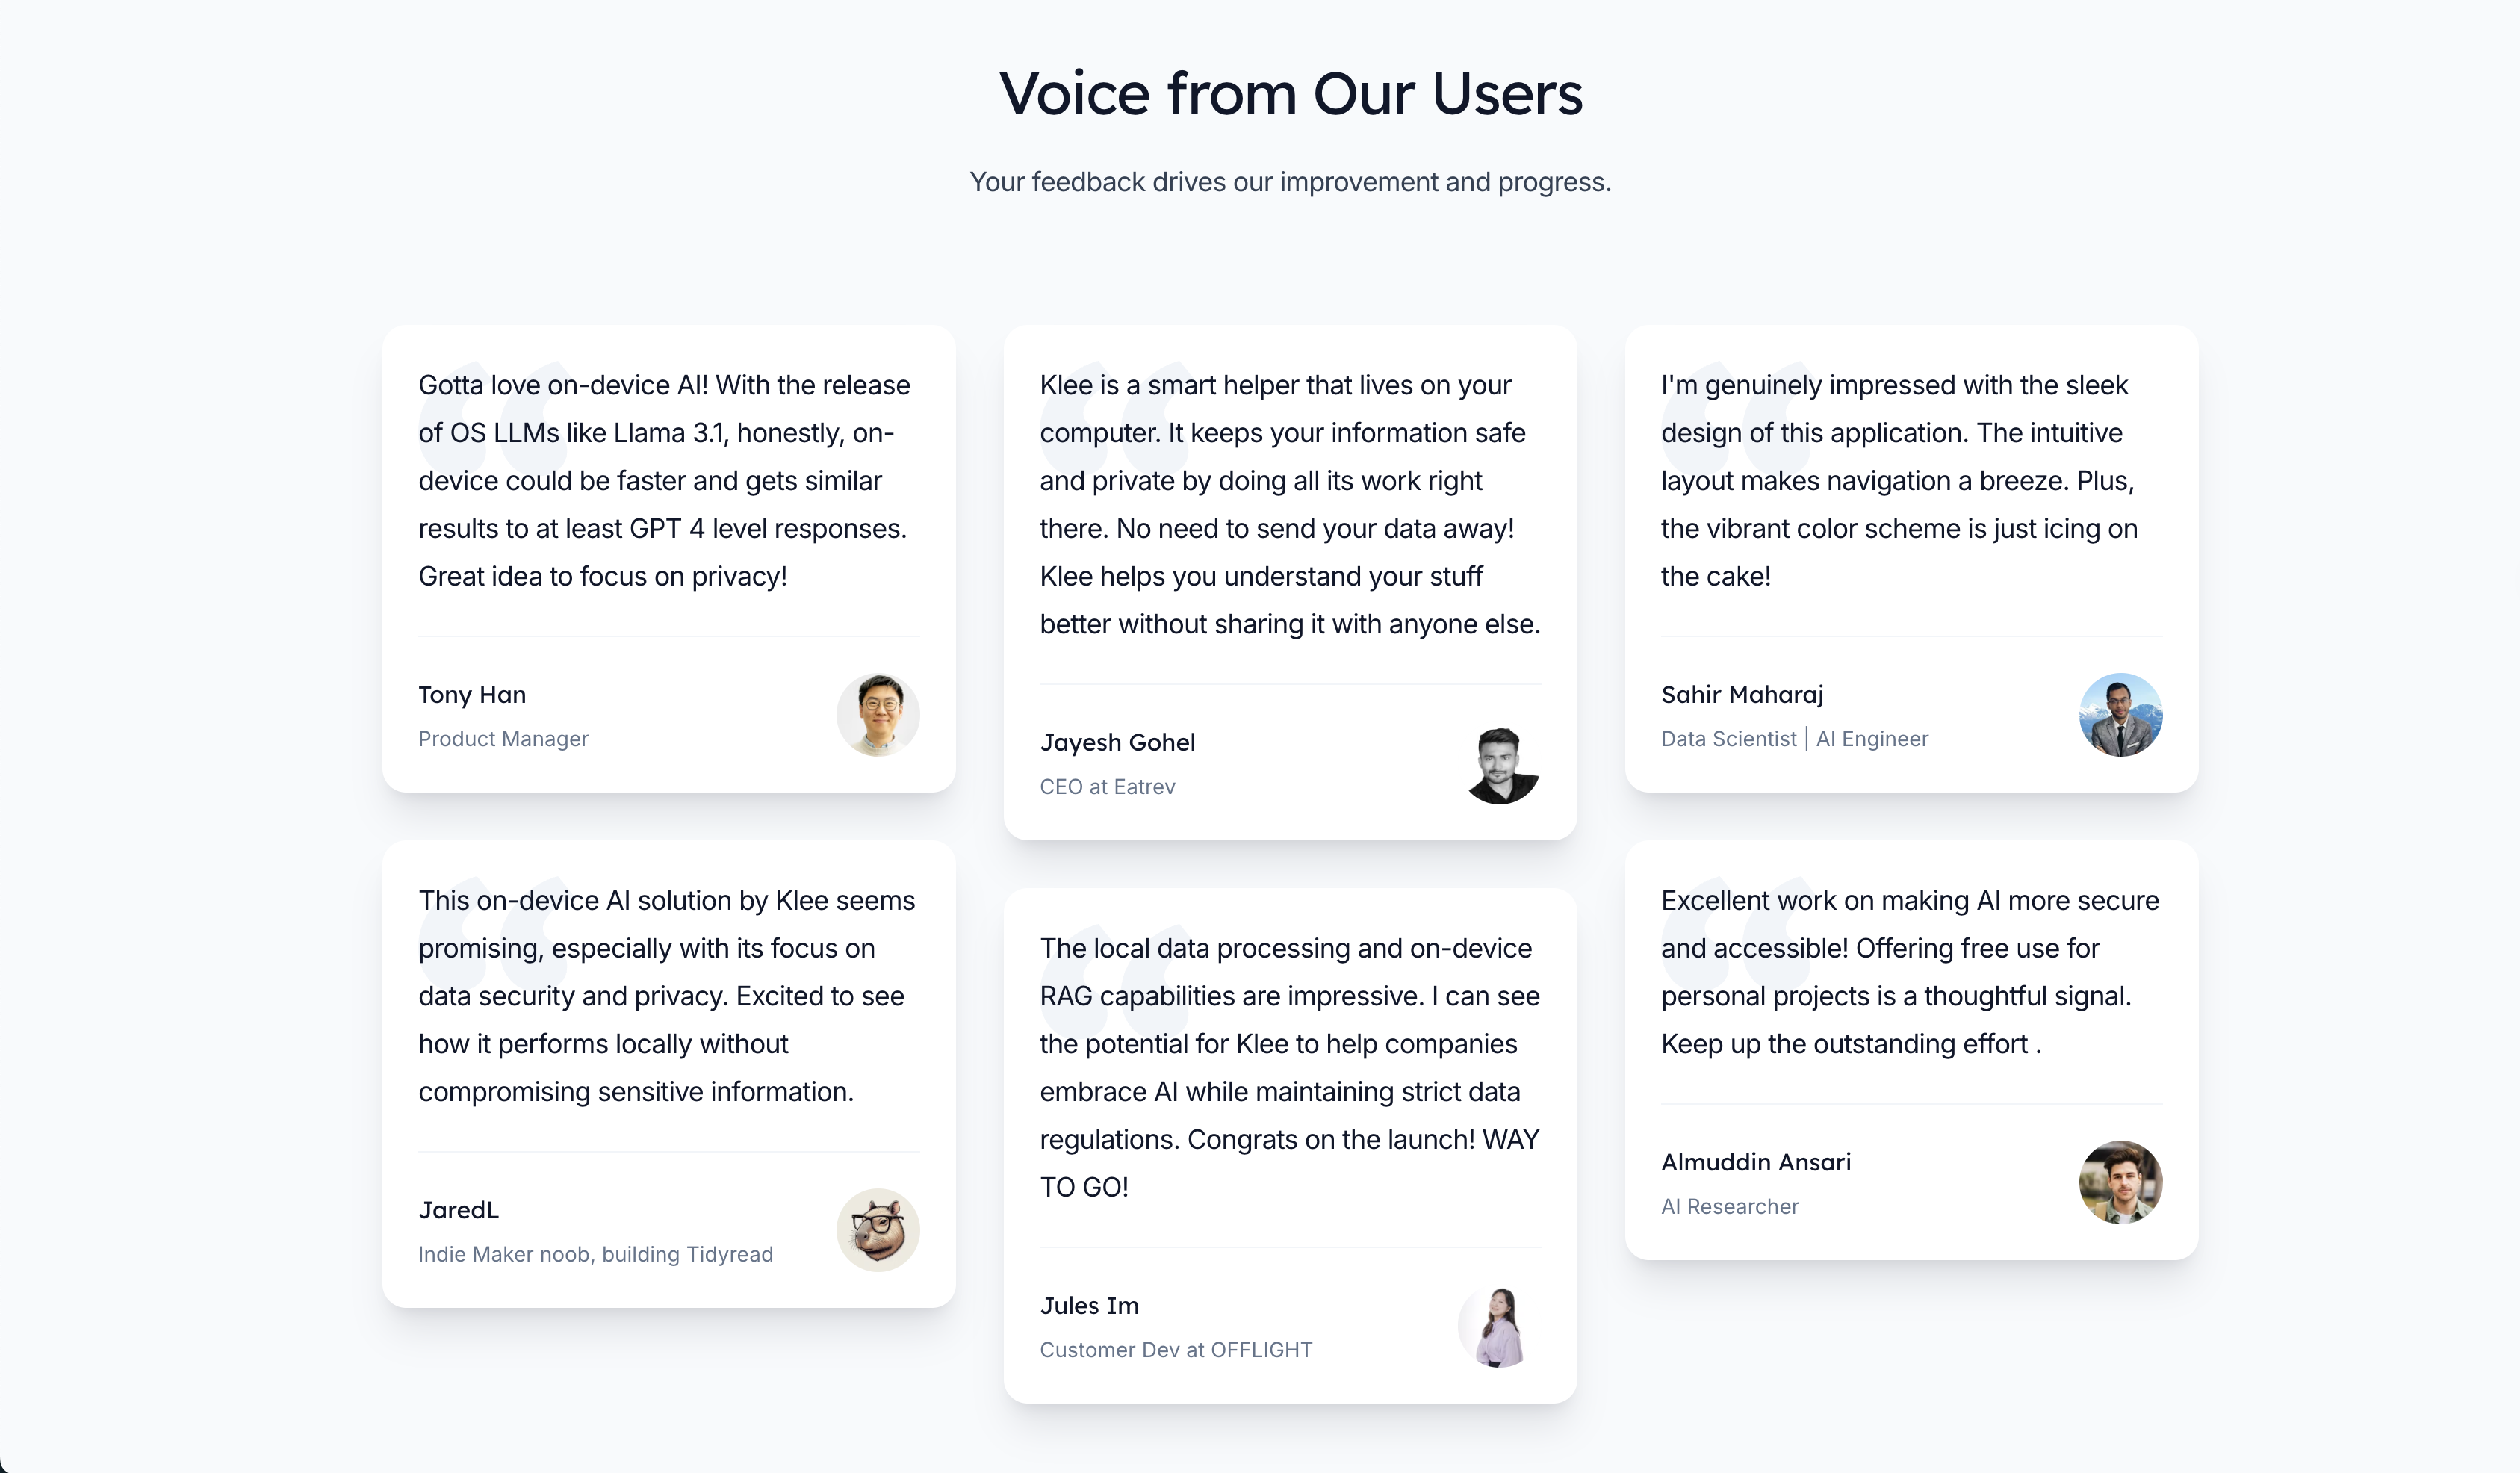 Voice from Our Users
Your feedback drives our improvement and progress.
Gotta love on-device AI! With the release
of OS LLMs like Llama 3.1, honestly, on-
device could be faster and gets similar
results to at least GPT 4 level responses.
Great idea to focus on privacy!
Tony Han
Product Manager
This on-device AI solution by Klee seems
promising, especially with its focus on
data security and privacy. Excited to see
how it performs locally without
compromising sensitive information.
JaredL
Indie Maker noob, building Tidyread
Klee is a smart helper that lives on your
computer. It keeps your information safe
and private by doing all its work right
there. No need to send your data away!
Klee helps you understand your stuff
better without sharing it with anyone else.
Jayesh Gohel
CEO at Eatrev
The local data processing and on-device
RAG capabilities are impressive. I can see
the potential for Klee to help companies
embrace AI while maintaining strict data
regulations. Congrats on the launch! WAY
TO GO!
Jules Im
Customer Dev at OFFLIGHT
I'm genuinely impressed with the sleek
design of this application. The intuitive
layout makes navigation a breeze. Plus,
the vibrant color scheme is just icing on
the cake!
Sahir Maharaj
Data Scientist | AI Engineer
Excellent work on making AI more secure
and accessible! Offering free use for
personal projects is a thoughtful signal.
Keep up the outstanding effort .
Almuddin Ansari
AI Researcher